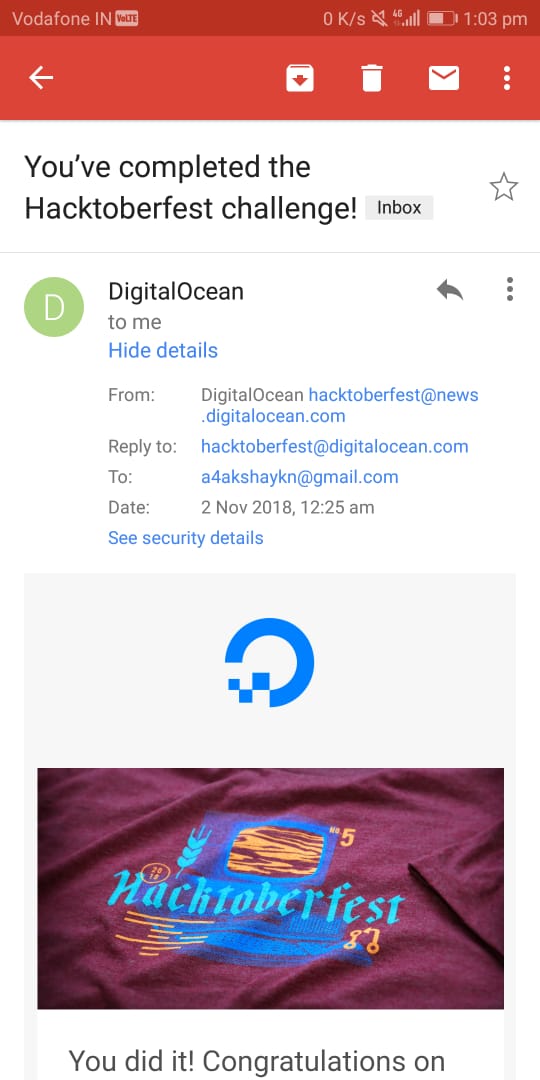 Vodafone IN VoLTE 0 K/s 4G 1:03 pm
You’ve completed the
Hacktoberfest challenge! Inbox
D DigitalOcean
to me
Hide details
From: DigitalOcean hacktoberfest@news
.digitalocean.com
Reply to: hacktoberfest@digitalocean.com
To: a4akshaykn@gmail.com
Date: 2 Nov 2018, 12:25 am
See security details
No. 5
2018
Hacktoberfest
You did it! Congratulations on